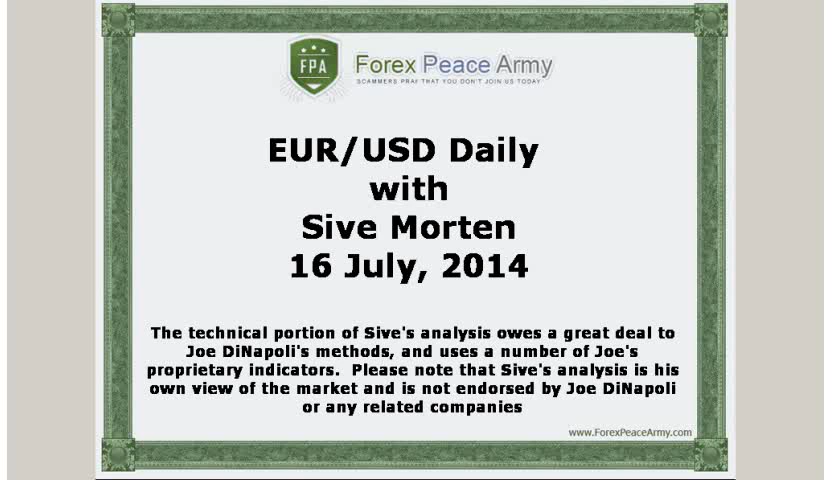 FPA
Forex Peace Army
SCAMMERS PRAY THAT YOU DON'T JOIN US TODAY
EUR/USD Daily
with
Sive Morten
16 July, 2014
The technical portion of Sive's analysis owes a great deal to
Joe DiNapoli's methods, and uses a number of Joe's
proprietary indicators.  Please note that Sive's analysis is his
own view of the market and is not endorsed by Joe DiNapoli
or any related companies
www.ForexPeaceArmy.com